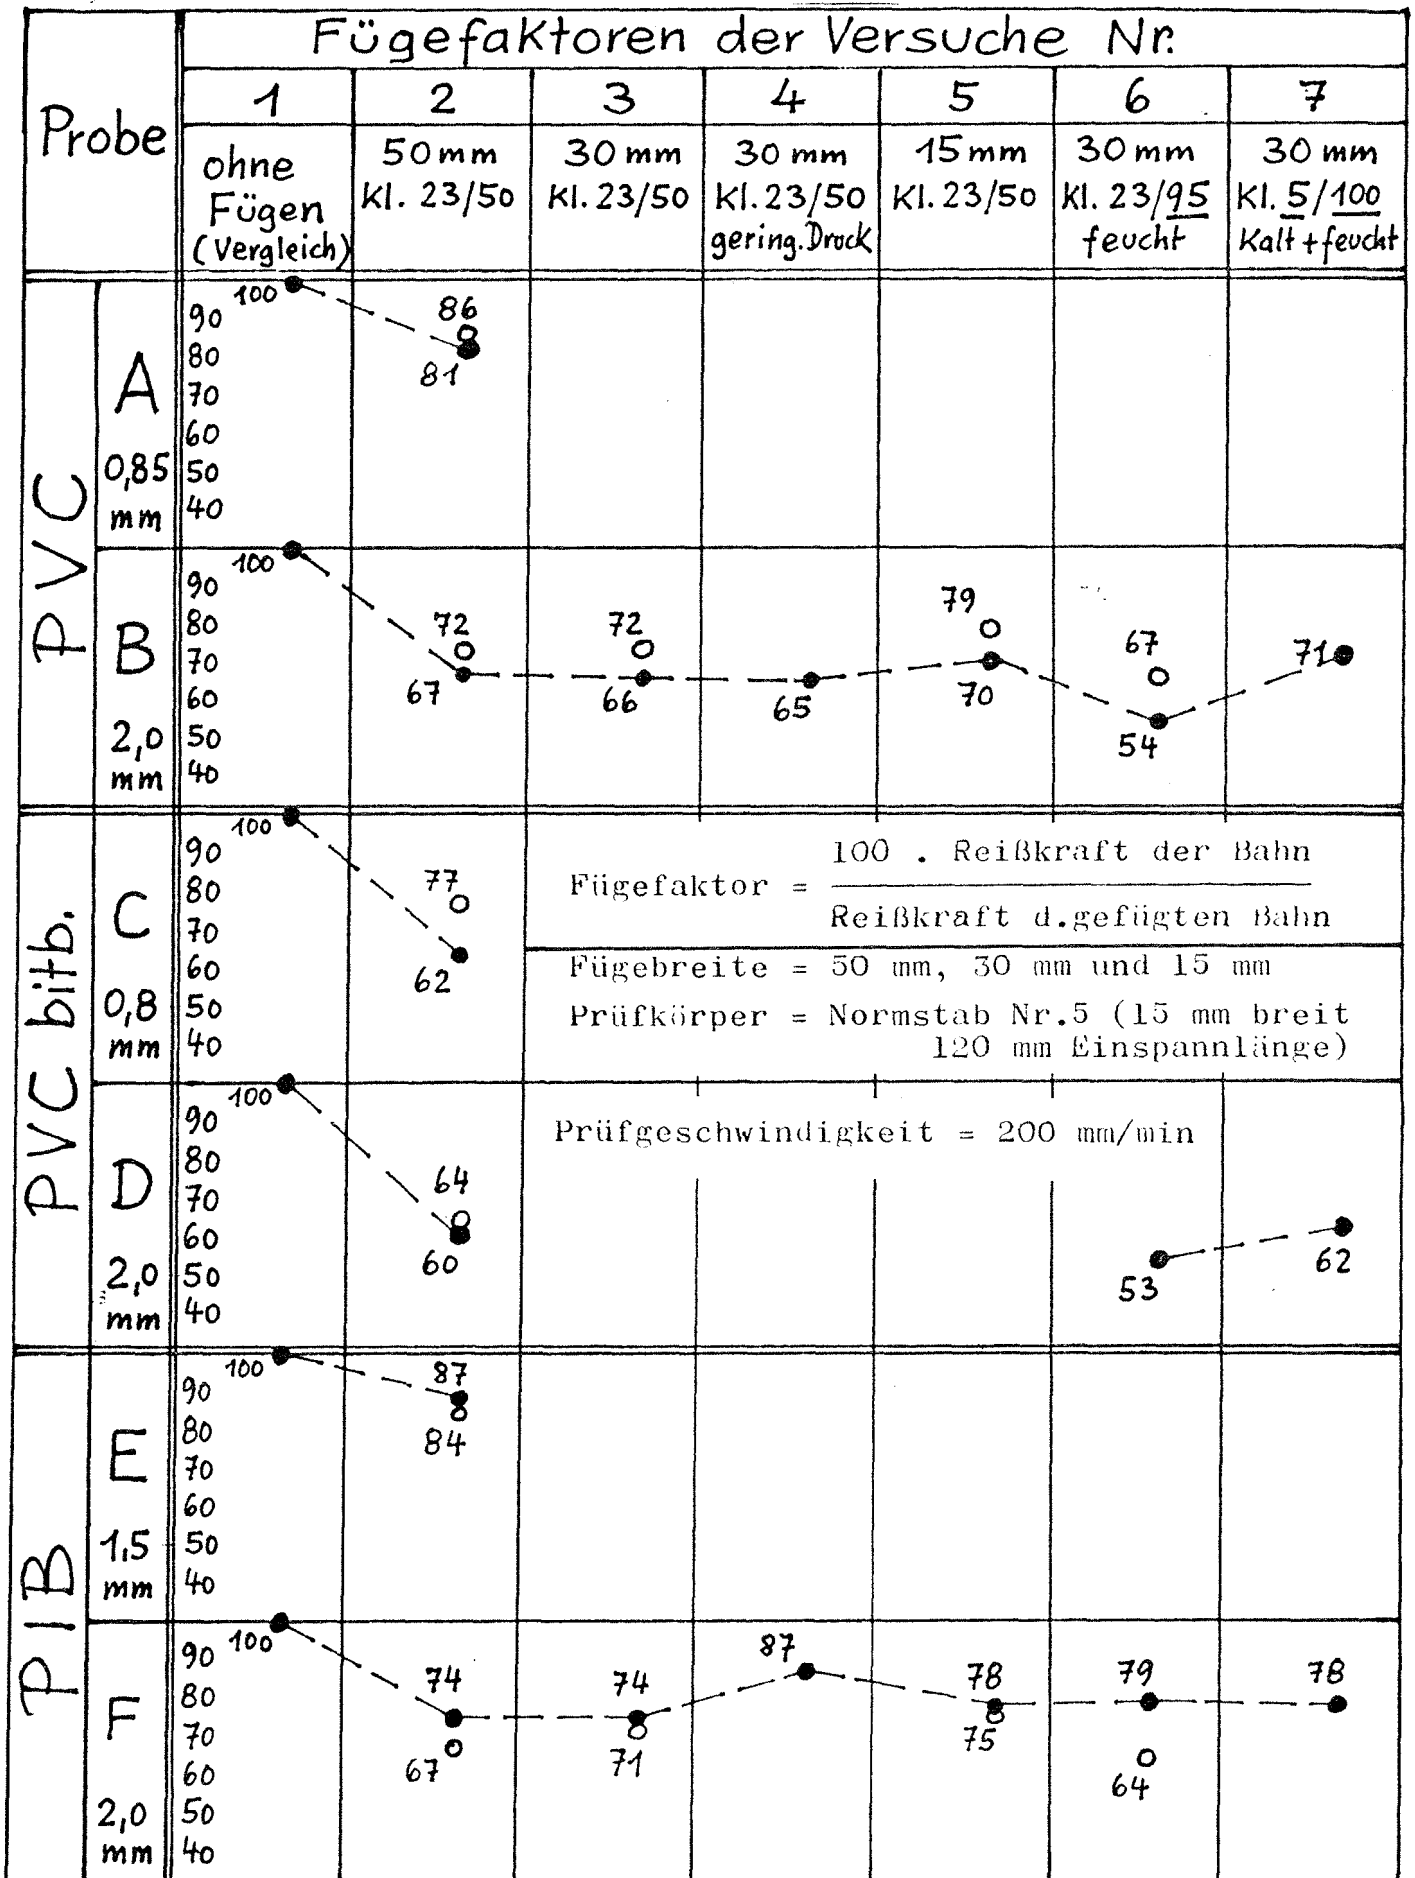 Fügefaktoren der Versuche Nr.
Probe
1 2 3 4 5 6 7
ohne
Fügen
(Vergleich)
50 mm
Kl. 23/50
30 mm
Kl. 23/50
30 mm
Kl. 23/50
gering. Druck
15 mm
Kl. 23/50
30 mm
Kl. 23/95
feucht
30 mm
Kl. 5/100
Kalt + feucht
PVC
A
0,85
mm
100
90
80
70
60
50
40
86
81
B
2,0
mm
100
90
80
70
60
50
40
72
67
72
66
65
79
70
67
54
71
PVC bitb.
C
0,8
mm
100
90
80
70
60
50
40
77
62
100 . Reißkraft der Bahn
Fügefaktor =
Reißkraft d.gefügten Bahn
Fügebreite = 50 mm, 30 mm und 15 mm
Prüfkörper = Normstab Nr.5 (15 mm breit
120 mm Einspannlänge)
D
2,0
mm
100
90
80
70
60
50
40
Prüfgeschwindigkeit = 200 mm/min
64
60
53
62
PIB
E
1,5
mm
100
90
80
70
60
50
40
87
84
F
2,0
mm
100
90
80
70
60
50
40
74
67
74
71
87
78
75
79
64
78